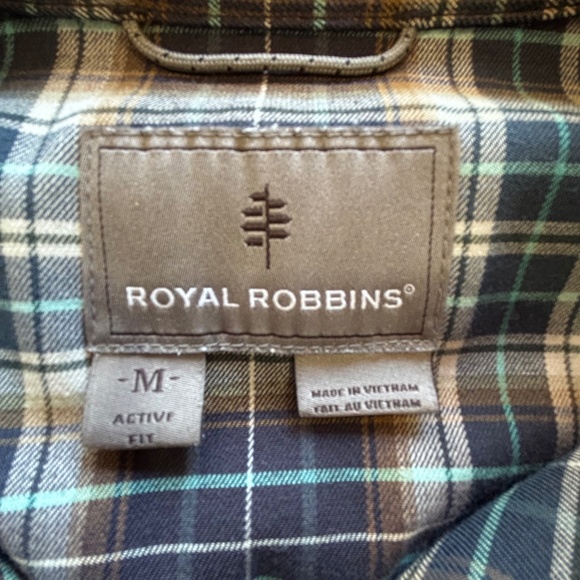 ROYAL ROBBINS®
-M-
ACTIVE
FIT
MADE IN VIETNAM
FAIT AU VIETNAM